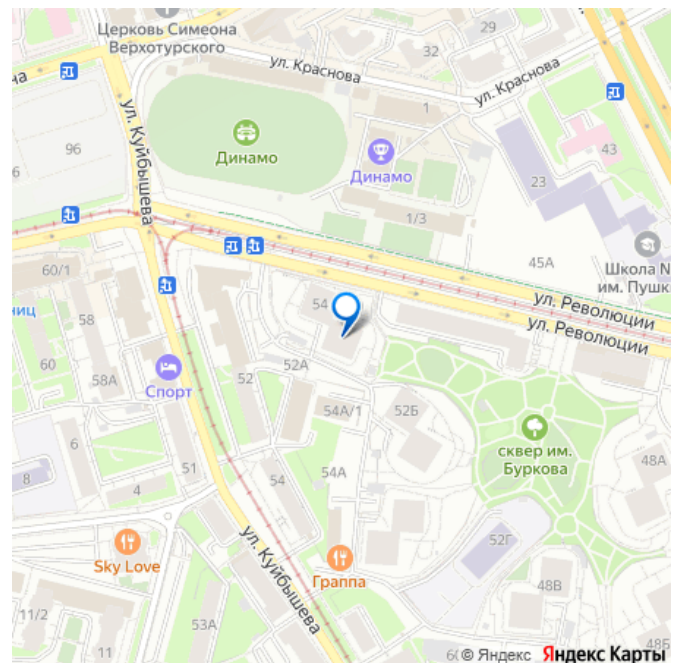 Церковь Симеона
Верхотурского
ул. Краснова
32
29
ул. Краснова
на
ул. Куйбышева
96
6
Динамо
1
Динамо
43
23
1/3
45А
Школа №
им. Пушк
60/1
ниц
58
60
58А
Спорт
54
52А
52
ул. Революции
ул. Революции
54А/1
52Б
сквер им.
Буркова
48А
6
8
4
51
54
54А
52Г
Sky Love
ул. Куйбышева
Граппа
48В
11/2
11
53А
48Б
60
© Яндекс Яндекс Карты